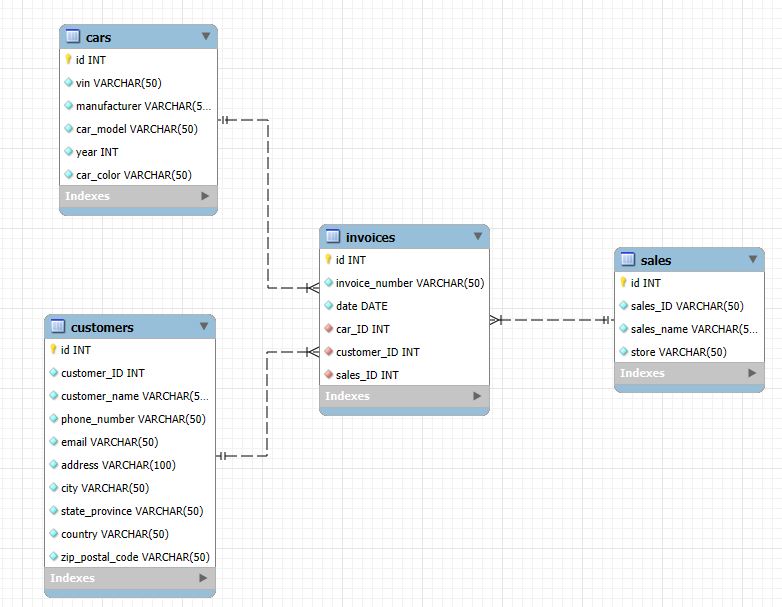 cars
id INT
vin VARCHAR(50)
manufacturer VARCHAR(5...
car_model VARCHAR(50)
year INT
car_color VARCHAR(50)
Indexes
customers
id INT
customer_ID INT
customer_name VARCHAR(5...
phone_number VARCHAR(50)
email VARCHAR(50)
address VARCHAR(100)
city VARCHAR(50)
state_province VARCHAR(50)
country VARCHAR(50)
zip_postal_code VARCHAR(50)
Indexes
invoices
id INT
invoice_number VARCHAR(50)
date DATE
car_ID INT
customer_ID INT
sales_ID INT
Indexes
sales
id INT
sales_ID VARCHAR(50)
sales_name VARCHAR(5...
store VARCHAR(50)
Indexes